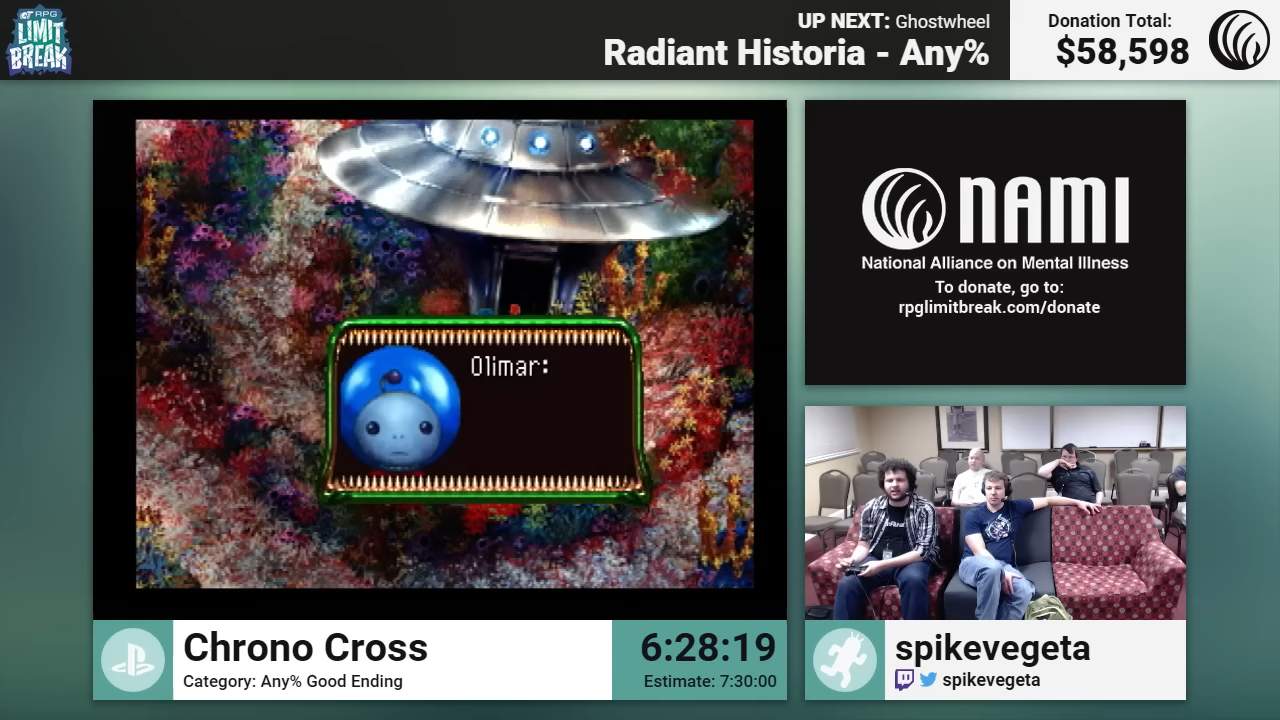 RPG
LIMIT
BREAK
UP NEXT: Ghostwheel
Radiant Historia - Any%
Donation Total:
$58,598
Olimar:
NAMI
National Alliance on Mental Illness
To donate, go to:
rpglimitbreak.com/donate
Chrono Cross
Category: Any% Good Ending
6:28:19
Estimate: 7:30:00
spikevegeta
spikevegeta